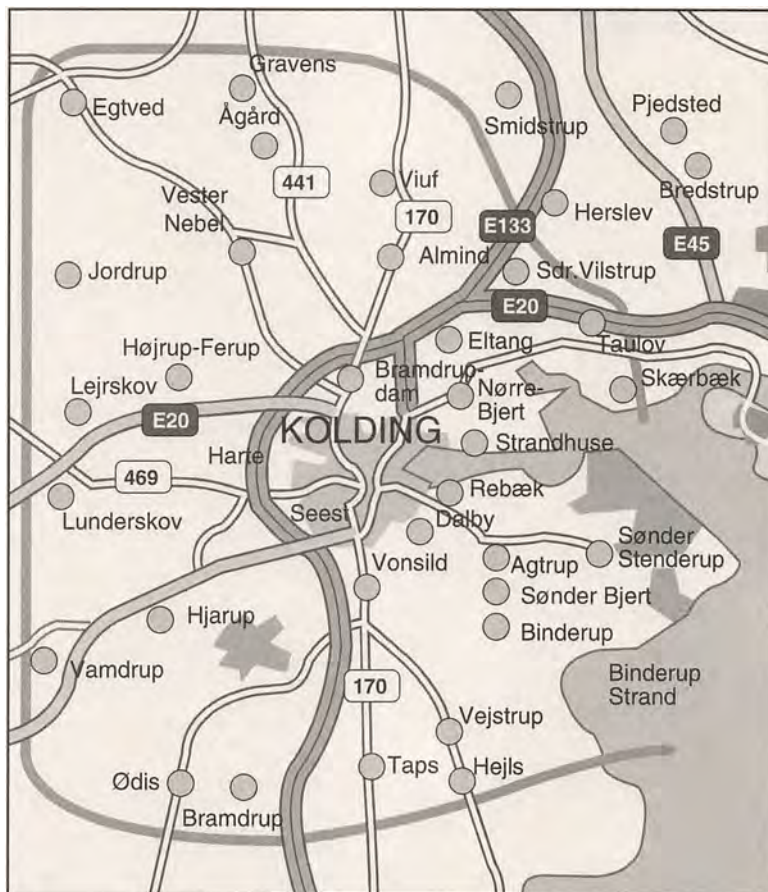 Gravens
Egtved
Ågård
Smidstrup
Pjedsted
441
Viuf
Bredstrup
Vester
Nebel
170
E133
Herslev
E45
Almind
Jordrup
Sdr.Vilstrup
E20
Eltang
Taulov
Højrup-Ferup
Bramdrup-
dam
Nørre-
Bjert
Skærbæk
Lejrskov
E20
KOLDING
Strandhuse
Harte
469
Rebæk
Lunderskov
Seest
Dalby
Sønder
Stenderup
Vonsild
Agtrup
Sønder Bjert
Hjarup
Binderup
Vamdrup
170
Binderup
Strand
Vejstrup
Ødis
Taps
Hejls
Bramdrup